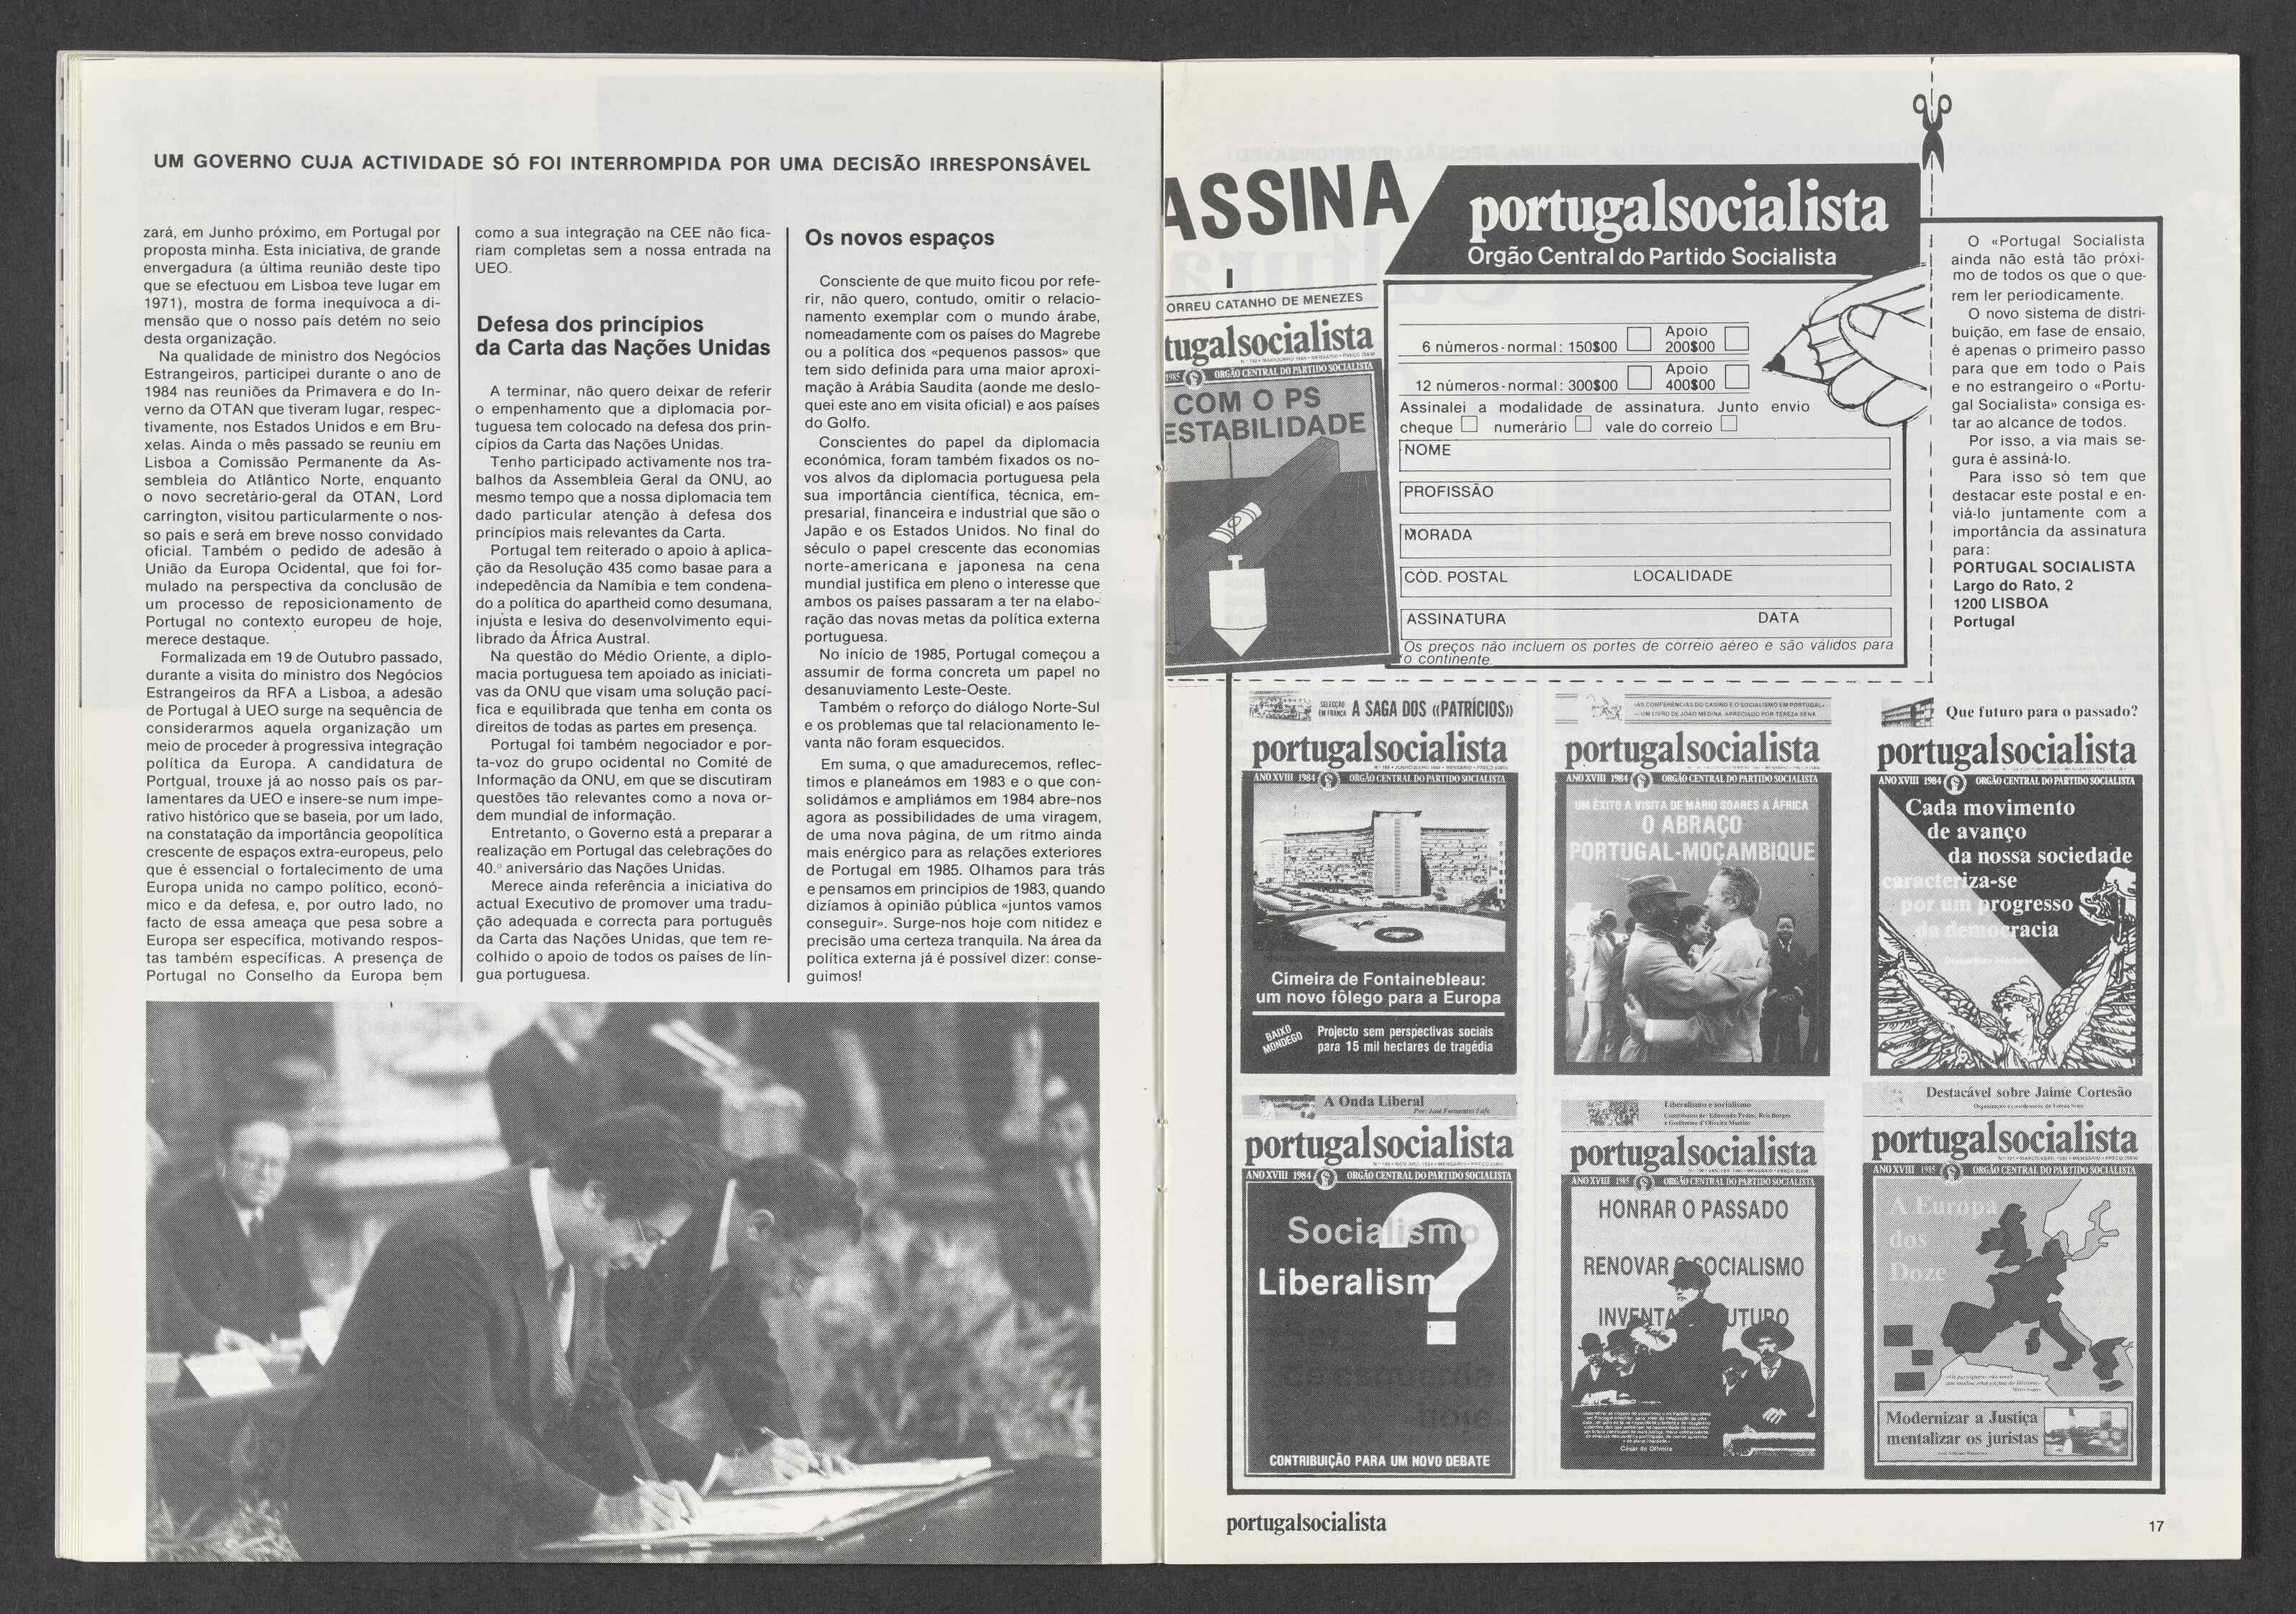 UM GOVERNO CUJA ACTIVIDADE SÓ FOI INTERROMPIDA POR UMA DECISÃO IRRESPONSÁVEL
zará, em Junho próximo, em Portugal por
proposta minha. Esta iniciativa, de grande
envergadura (a última reunião deste tipo
que se efectuou em Lisboa teve lugar em
1971), mostra de forma inequívoca a di-
mensão que o nosso país detém no seio
desta organização.
Na qualidade de ministro dos Negócios
Estrangeiros, participei durante o ano de
1984 nas reuniões da Primavera e do In-
verno da OTAN que tiveram lugar, respec-
tivamente, nos Estados Unidos e em Bru-
xelas. Ainda o mês passado se reuniu em
Lisboa a Comissão Permanente da As-
sembleia do Atlântico Norte, enquanto
o novo secretário-geral da OTAN, Lord
carrington, visitou particularmente o nos-
so país e será em breve nosso convidado
oficial. Também o pedido de adesão à
União da Europa Ocidental, que foi for-
mulado na perspectiva da conclusão de
um processo de reposicionamento de
Portugal no contexto europeu de hoje,
merece destaque.
Formalizada em 19 de Outubro passado,
durante a visita do ministro dos Negócios
Estrangeiros da RFA a Lisboa, a adesão
de Portugal à UEO surge na sequência de
considerarmos aquela organização um
meio de proceder à progressiva integração
política da Europa. A candidatura de
Portgual, trouxe já ao nosso país os par-
lamentares da UEO e insere-se num impe-
rativo histórico que se baseia, por um lado,
na constatação da importância geopolítica
crescente de espaços extra-europeus, pelo
que é essencial o fortalecimento de uma
Europa unida no campo político, econó-
mico e da defesa, e, por outro lado, no
facto de essa ameaça que pesa sobre a
Europa ser específica, motivando respos-
tas também específicas. A presença de
Portugal no Conselho da Europa bem
como a sua integração na CEE não fica-
riam completas sem a nossa entrada na
UEO.
Defesa dos princípios
da Carta das Nações Unidas
A terminar, não quero deixar de referir
o empenhamento que a diplomacia por-
tuguesa tem colocado na defesa dos prin-
cípios da Carta das Nações Unidas.
Tenho participado activamente nos tra-
balhos da Assembleia Geral da ONU, ao
mesmo tempo que a nossa diplomacia tem
dado particular atenção à defesa dos
princípios mais relevantes da Carta.
Portugal tem reiterado o apoio à aplica-
ção da Resolução 435 como basae para a
indepedência da Namíbia e tem condena-
do a política do apartheid como desumana,
injusta e lesiva do desenvolvimento equi-
librado da África Austral.
Na questão do Médio Oriente, a diplo-
macia portuguesa tem apoiado as iniciati-
vas da ONU que visam uma solução pací-
fica e equilibrada que tenha em conta os
direitos de todas as partes em presença.
Portugal foi também negociador e por-
ta-voz do grupo ocidental no Comité de
Informação da ONU, em que se discutiram
questões tão relevantes como a nova or-
dem mundial de informação.
Entretanto, o Governo está a preparar a
realização em Portugal das celebrações do
40.º aniversário das Nações Unidas.
Merece ainda referência a iniciativa do
actual Executivo de promover uma tradu-
ção adequada e correcta para português
da Carta das Nações Unidas, que tem re-
colhido o apoio de todos os países de lín-
gua portuguesa.
Os novos espaços
Consciente de que muito ficou por refe-
rir, não quero, contudo, omitir o relacio-
namento exemplar com o mundo árabe,
nomeadamente com os países do Magrebe
ou a política dos «pequenos passos» que
tem sido definida para uma maior aproxi-
mação à Arábia Saudita (aonde me deslo-
quei este ano em visita oficial) e aos países
do Golfo.
Conscientes do papel da diplomacia
económica, foram também fixados os no-
vos alvos da diplomacia portuguesa pela
sua importância científica, técnica, em-
presarial, financeira e industrial que são o
Japão e os Estados Unidos. No final do
século o papel crescente das economias
norte-americana e japonesa na cena
mundial justifica em pleno o interesse que
ambos os países passaram a ter na elabo-
ração das novas metas da política externa
portuguesa.
No início de 1985, Portugal começou a
assumir de forma concreta um papel no
desanuviamento Leste-Oeste.
Também o reforço do diálogo Norte-Sul
e os problemas que tal relacionamento le-
vanta não foram esquecidos.
Em suma, o que amadurecemos, reflec-
timos e planeámos em 1983 e o que con-
solidámos e ampliámos em 1984 abre-nos
agora as possibilidades de uma viragem,
de uma nova página, de um ritmo ainda
mais enérgico para as relações exteriores
de Portugal em 1985. Olhamos para trás
e pensamos em princípios de 1983, quando
dizíamos à opinião pública «juntos vamos
conseguir». Surge-nos hoje com nitidez e
precisão uma certeza tranquila. Na área da
política externa já é possível dizer: conse-
guimos!
ASSINA
portugalsocialista
Orgão Central do Partido Socialista
ORREU CATANHO DE MENEZES
tugalsocialista
1985 ORGÃO CENTRAL DO PARTIDO SOCIALISTA
COM O PS
ESTABILIDADE
6 números-normal: 150$00
Apoio
200$00
12 números-normal: 300$00
Apoio
400$00
Assinalei a modalidade de assinatura. Junto envio
cheque numerário vale do correio
NOME
PROFISSÃO
MORADA
CÓD. POSTAL LOCALIDADE
ASSINATURA DATA
Os preços não incluem os portes de correio aéreo e são válidos para
o continente.
O «Portugal Socialista
ainda não está tão próxi-
mo de todos os que o que-
rem ler periodicamente.
O novo sistema de distri-
buição, em fase de ensaio,
é apenas o primeiro passo
para que em todo o País
e no estrangeiro o «Portu-
gal Socialista» consiga es-
tar ao alcance de todos.
Por isso, a via mais se-
gura é assiná-lo.
Para isso só tem que
destacar este postal e en-
viá-lo juntamente com a
importância da assinatura
para:
PORTUGAL SOCIALISTA
Largo do Rato, 2
1200 LISBOA
Portugal
SELECÇÃO
EM FRANÇA
A SAGA DOS «PATRÍCIOS»
portugalsocialista
ANO XVIII 1984 ORGÃO CENTRAL DO PARTIDO SOCIALISTA
Cimeira de Fontainebleau:
um novo fôlego para a Europa
BAIXO
MONDEGO
Projecto sem perspectivas sociais
para 15 mil hectares de tragédia
«AS CONFERÊNCIAS DO CASINO E O SOCIALISMO EM PORTUGAL»
— UM LIVRO DE JOÃO MEDINA, APRECIADO POR TEREZA SENA
portugalsocialista
ANO XVIII 1984 ORGÃO CENTRAL DO PARTIDO SOCIALISTA
UM ÊXITO A VISITA DE MÁRIO SOARES A ÁFRICA
O ABRAÇO
PORTUGAL-MOÇAMBIQUE
Que futuro para o passado?
portugalsocialista
ANO XVIII 1984 ORGÃO CENTRAL DO PARTIDO SOCIALISTA
Cada movimento
de avanço
da nossa sociedade
caracteriza-se
por um progresso
da democracia
A Onda Liberal
Por: José Fernandes Fafe
portugalsocialista
ANO XVIII 1984 ORGÃO CENTRAL DO PARTIDO SOCIALISTA
Socialismo
Liberalism
?
CONTRIBUIÇÃO PARA UM NOVO DEBATE
Liberalismo e socialismo
Contributos de: Edmundo Pedro, Reis Borges
e Guilherme d'Oliveira Martins
portugalsocialista
ANO XVIII 1985 ORGÃO CENTRAL DO PARTIDO SOCIALISTA
HONRAR O PASSADO
RENOVAR O SOCIALISMO
INVENTA UTURO
César de Oliveira
Destacável sobre Jaime Cortesão
portugalsocialista
ANO XVIII 1985 ORGÃO CENTRAL DO PARTIDO SOCIALISTA
A Europa
dos
Doze
Modernizar a Justiça
mentalizar os juristas
portugalsocialista
17